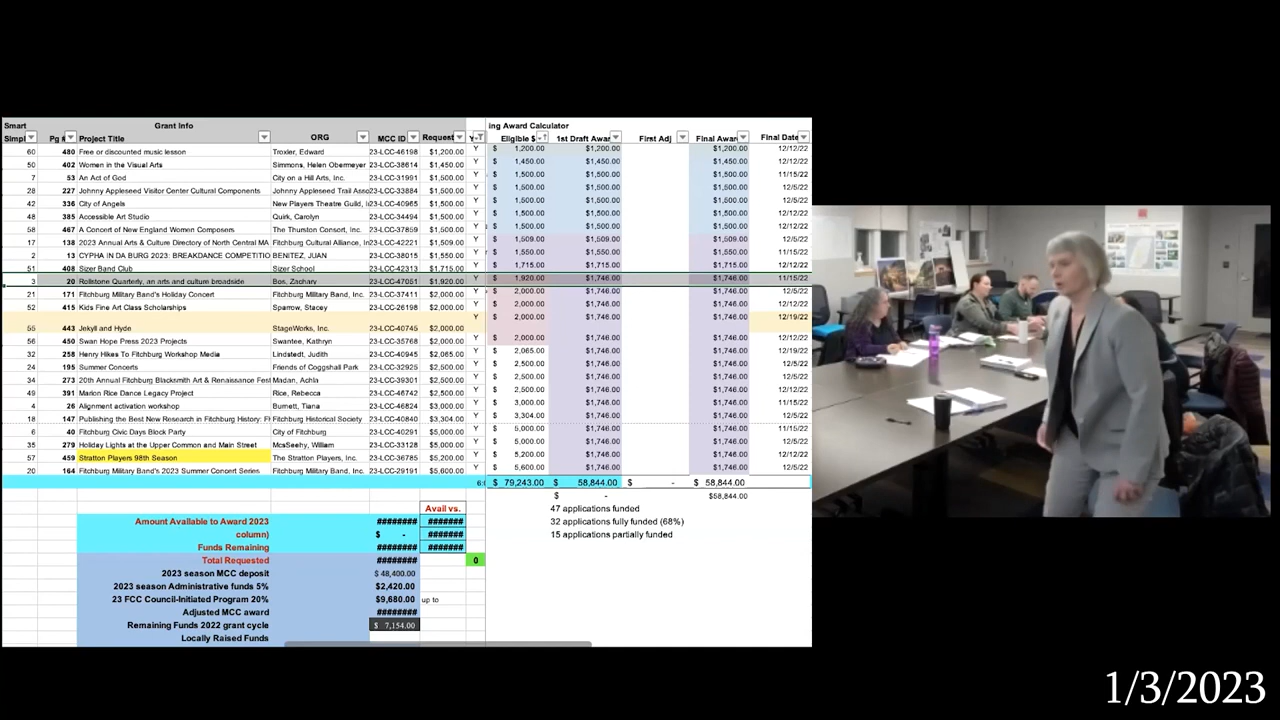 Smart Grant Info ing Award Calculator
Simpl Pg # Project Title ORG MCC ID Request Y Eligible $ 1st Draft Awar First Adj Final Awar Final Date
60 480 Free or discounted music lesson Troxler, Edward 23-LCC-46198 $1,200.00 Y $ 1,200.00 $1,200.00 $1,200.00 12/12/22
50 402 Women in the Visual Arts Simmons, Helen Obermeyer 23-LCC-38614 $1,450.00 Y $ 1,450.00 $1,450.00 $1,450.00 12/12/22
7 53 An Act of God City on a Hill Arts, Inc. 23-LCC-31991 $1,500.00 Y $ 1,500.00 $1,500.00 $1,500.00 11/15/22
28 227 Johnny Appleseed Visitor Center Cultural Components Johnny Appleseed Trail Asso 23-LCC-33884 $1,500.00 Y $ 1,500.00 $1,500.00 $1,500.00 12/5/22
42 336 City of Angels New Players Theatre Guild, I 23-LCC-40965 $1,500.00 Y $ 1,500.00 $1,500.00 $1,500.00 12/5/22
48 385 Accessible Art Studio Quirk, Carolyn 23-LCC-34494 $1,500.00 Y $ 1,500.00 $1,500.00 $1,500.00 12/12/22
58 467 A Concert of New England Women Composers The Thurston Consort, Inc. 23-LCC-37859 $1,500.00 Y $ 1,500.00 $1,500.00 $1,500.00 12/12/22
17 138 2023 Annual Arts & Culture Directory of North Central MA Fitchburg Cultural Alliance, In 23-LCC-42221 $1,509.00 Y $ 1,509.00 $1,509.00 $1,509.00 12/5/22
2 13 CYPHA IN DA BURG 2023: BREAKDANCE COMPETITIO BENITEZ, JUAN 23-LCC-38015 $1,550.00 Y $ 1,550.00 $1,550.00 $1,550.00 11/15/22
51 408 Sizer Band Club Sizer School 23-LCC-42313 $1,715.00 Y $ 1,715.00 $1,715.00 $1,715.00 12/12/22
3 20 Rollstone Quarterly, an arts and culture broadside Bos, Zachary 23-LCC-47051 $1,920.00 Y $ 1,920.00 $1,746.00 $1,746.00 11/15/22
21 171 Fitchburg Military Band's Holiday Concert Fitchburg Military Band, Inc. 23-LCC-37411 $2,000.00 Y $ 2,000.00 $1,746.00 $1,746.00 12/5/22
52 415 Kids Fine Art Class Scholarships Sparrow, Stacey 23-LCC-26198 $2,000.00 Y $ 2,000.00 $1,746.00 $1,746.00 12/12/22
55 443 Jekyll and Hyde StageWorks, Inc. 23-LCC-40745 $2,000.00 Y $ 2,000.00 $1,746.00 $1,746.00 12/19/22
56 450 Swan Hope Press 2023 Projects Swantee, Kathryn 23-LCC-35768 $2,000.00 Y $ 2,000.00 $1,746.00 $1,746.00 12/12/22
32 258 Henry Hikes To Fitchburg Workshop Media Lindstedt, Judith 23-LCC-40945 $2,065.00 Y $ 2,065.00 $1,746.00 $1,746.00 12/19/22
24 195 Summer Concerts Friends of Coggshall Park 23-LCC-32925 $2,500.00 Y $ 2,500.00 $1,746.00 $1,746.00 12/5/22
34 273 20th Annual Fitchburg Blacksmith Art & Renaissance Fest Madan, Achla 23-LCC-39301 $2,500.00 Y $ 2,500.00 $1,746.00 $1,746.00 12/5/22
49 391 Marion Rice Dance Legacy Project Rice, Rebecca 23-LCC-46742 $2,500.00 Y $ 2,500.00 $1,746.00 $1,746.00 12/12/22
4 26 Alignment activation workshop Burnett, Tiana 23-LCC-46824 $3,000.00 Y $ 3,000.00 $1,746.00 $1,746.00 11/15/22
18 147 Publishing the Best New Research in Fitchburg History: Fitchburg Historical Society 23-LCC-40840 $3,304.00 Y $ 3,304.00 $1,746.00 $1,746.00 12/5/22
6 40 Fitchburg Civic Days Block Party City of Fitchburg 23-LCC-40291 $5,000.00 Y $ 5,000.00 $1,746.00 $1,746.00 11/15/22
35 279 Holiday Lights at the Upper Common and Main Street McSeehy, William 23-LCC-33128 $5,000.00 Y $ 5,000.00 $1,746.00 $1,746.00 12/5/22
57 459 Stratton Players 98th Season The Stratton Players, Inc. 23-LCC-36785 $5,200.00 Y $ 5,200.00 $1,746.00 $1,746.00 12/12/22
20 164 Fitchburg Military Band's 2023 Summer Concert Series Fitchburg Military Band, Inc. 23-LCC-29191 $5,600.00 Y $ 5,600.00 $1,746.00 $1,746.00 12/5/22
$ 79,243.00 $ 58,844.00 $ - $ 58,844.00
$ - $58,844.00
Avail vs. 47 applications funded
Amount Available to Award 2023 ######## ####### 32 applications fully funded (68%)
column) $ - ####### 15 applications partially funded
Funds Remaining ######## #######
Total Requested ######## 0
2023 season MCC deposit $ 48,400.00
2023 season Administrative funds 5% $2,420.00
23 FCC Council-Initiated Program 20% $9,680.00 up to
Adjusted MCC award ########
Remaining Funds 2022 grant cycle $ 7,154.00
Locally Raised Funds
1/3/2023